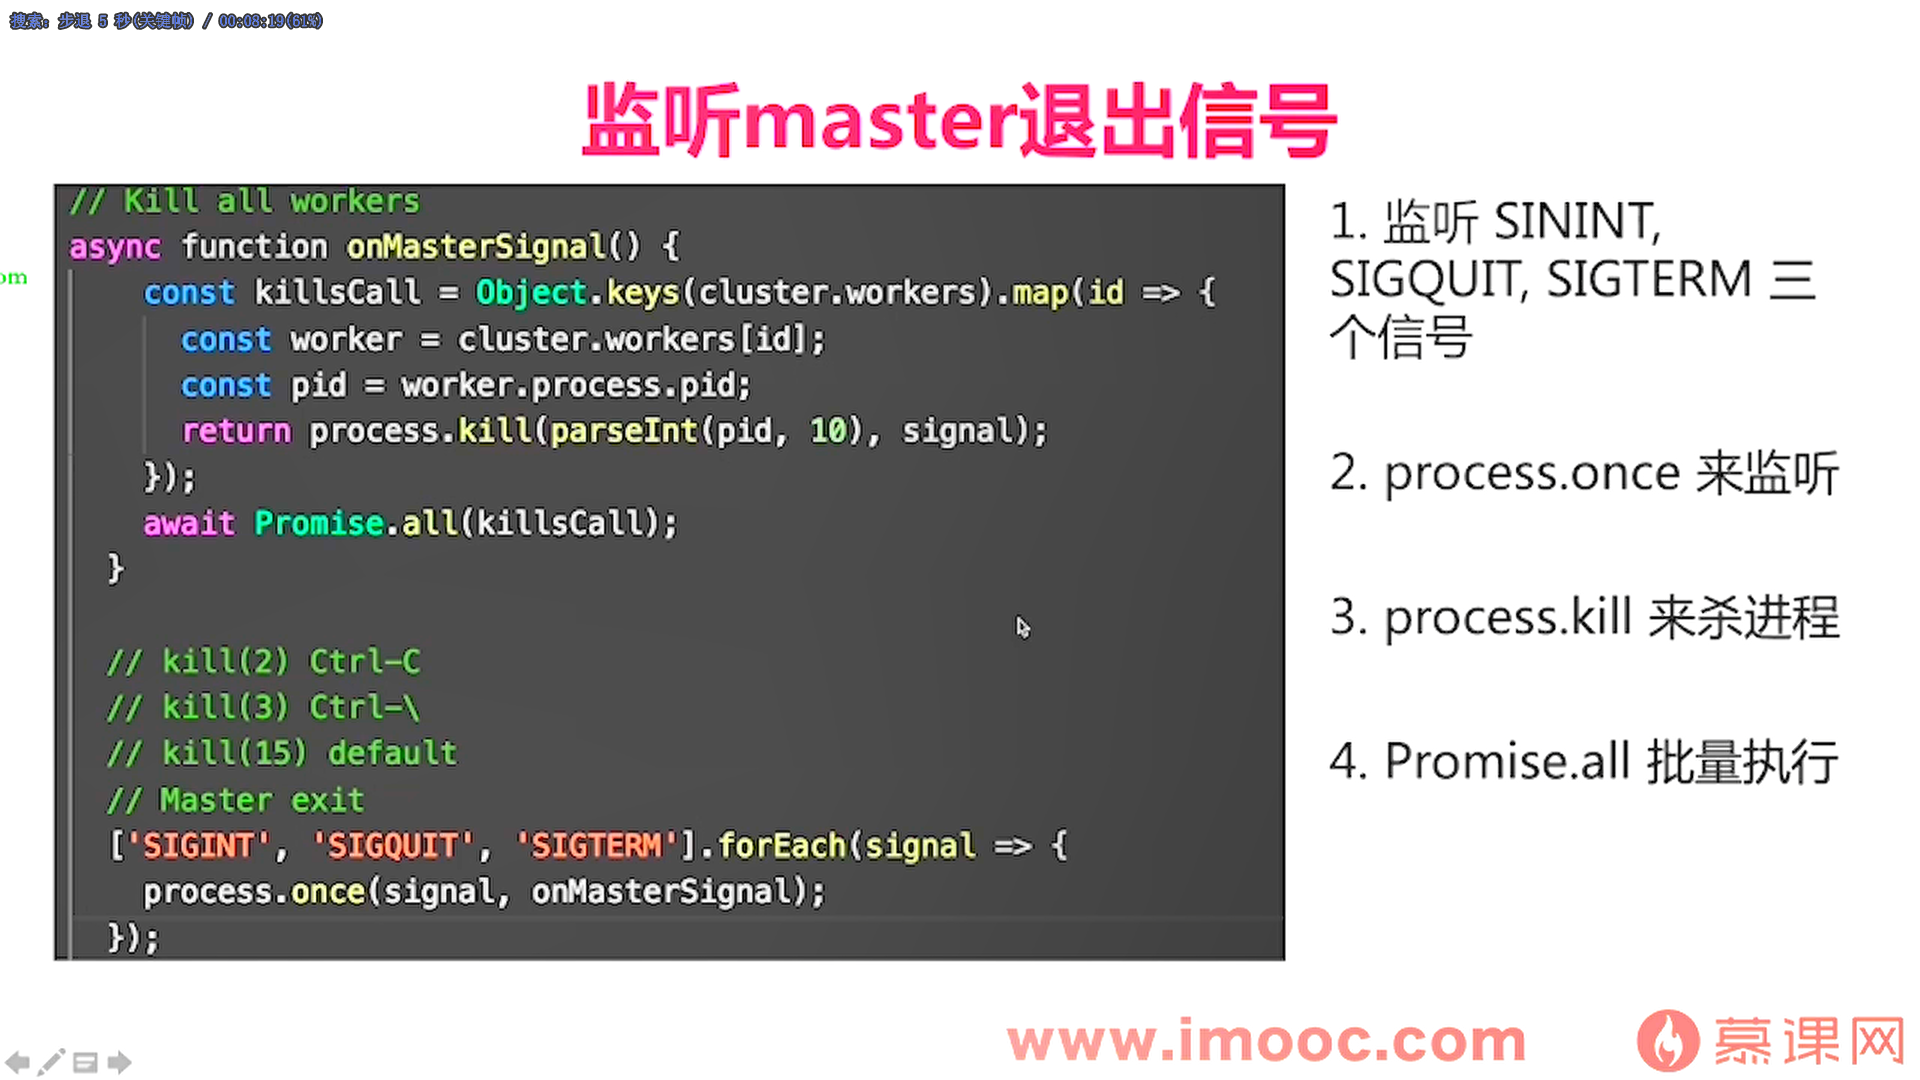 搜索: 步退 5 秒(关键帧) / 00:08:19(61%)
监听master退出信号
om
// Kill all workers
async function onMasterSignal() {
const killsCall = Object.keys(cluster.workers).map(id => {
const worker = cluster.workers[id];
const pid = worker.process.pid;
return process.kill(parseInt(pid, 10), signal);
});
await Promise.all(killsCall);
}
// kill(2) Ctrl-C
// kill(3) Ctrl-\
// kill(15) default
// Master exit
['SIGINT', 'SIGQUIT', 'SIGTERM'].forEach(signal => {
process.once(signal, onMasterSignal);
});
1. 监听 SININT,
SIGQUIT, SIGTERM 三
个信号
2. process.once 来监听
3. process.kill 来杀进程
4. Promise.all 批量执行
www.imooc.com
慕课网